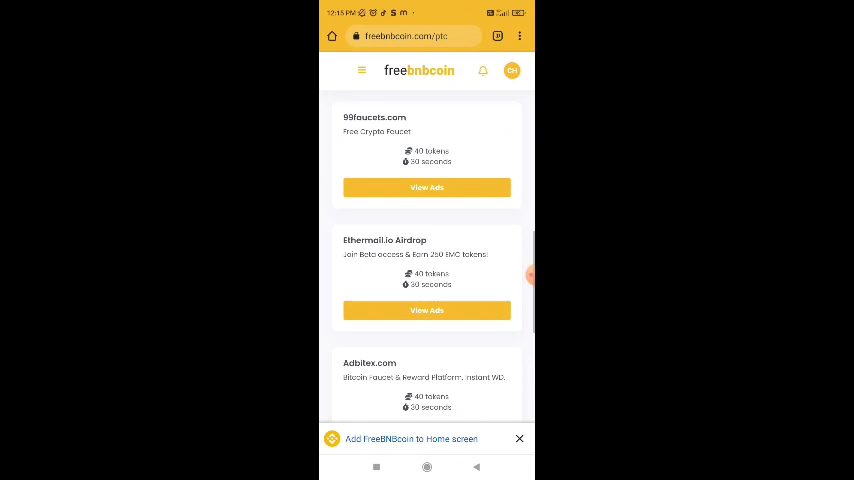 12:15 PM
freebnbcoin.com/ptc
freebnbcoin
CH
99faucets.com
Free Crypto Faucet
40 tokens
30 seconds
View Ads
Ethermail.io Airdrop
Join Beta access & Earn 250 EMC tokens!
40 tokens
30 seconds
View Ads
Adbitex.com
Bitcoin Faucet & Reward Platform, Instant WD.
40 tokens
30 seconds
Add FreeBNBcoin to Home screen